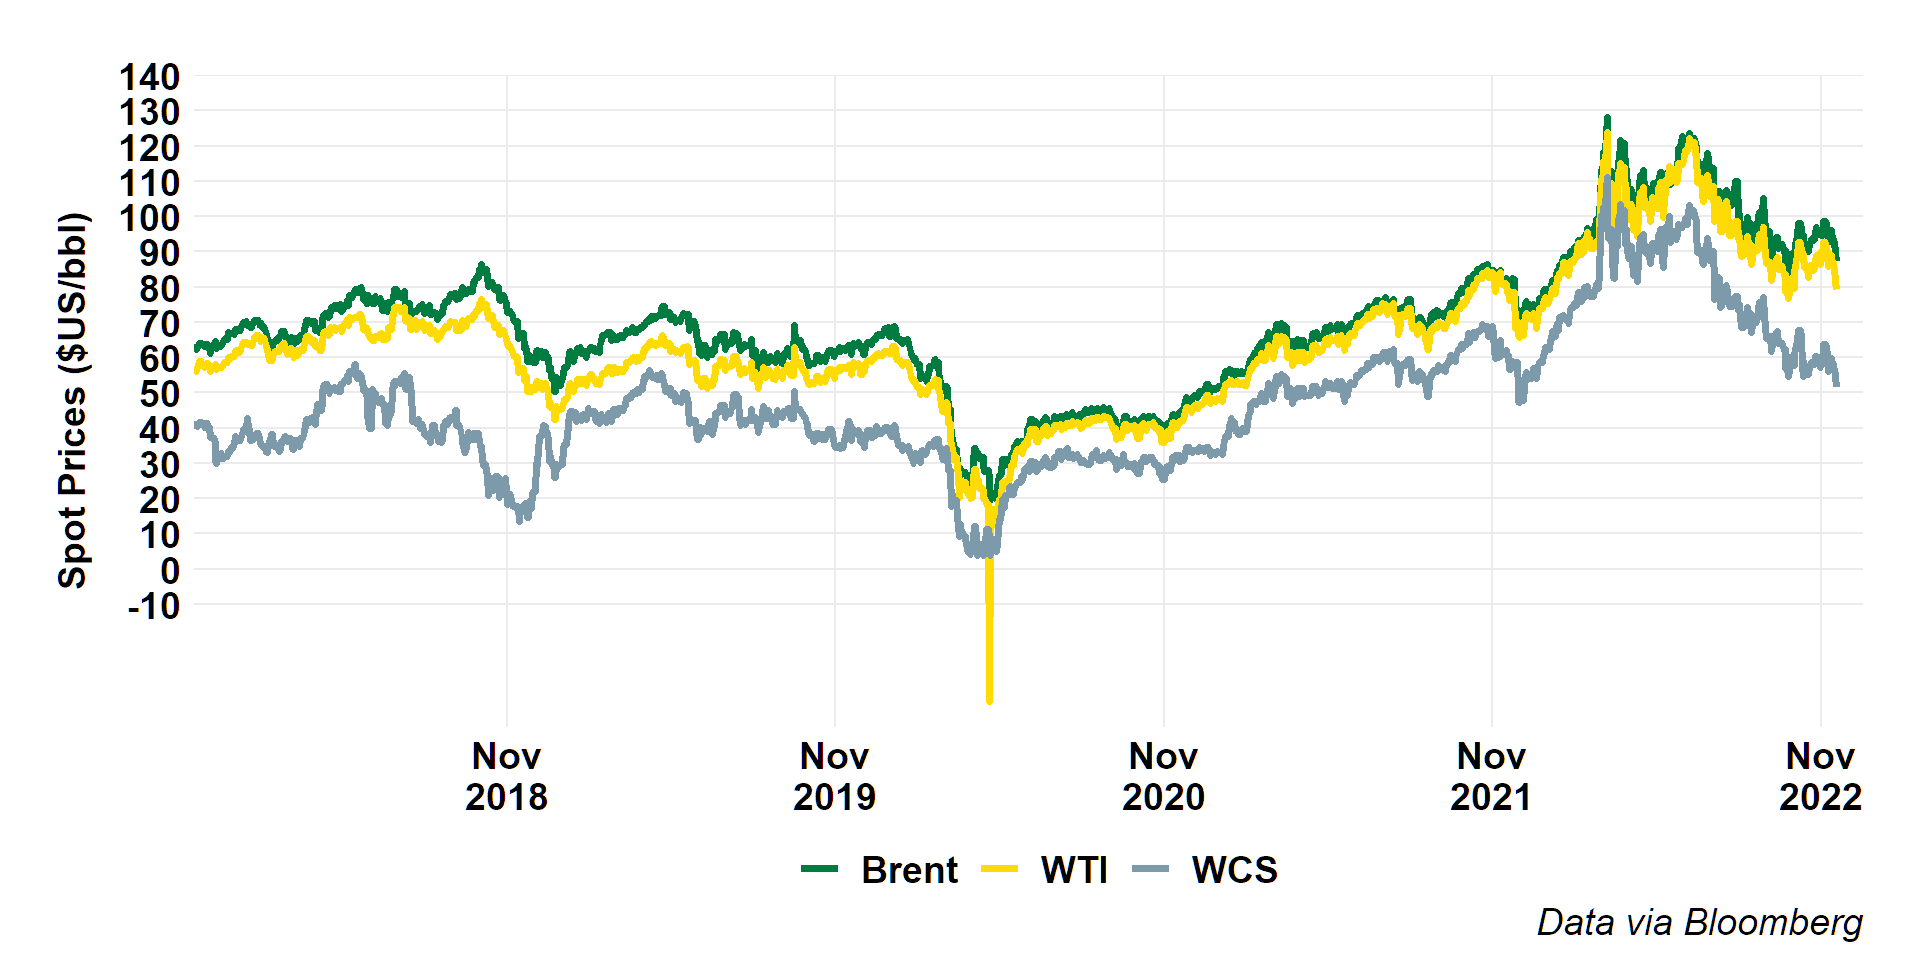 Spot Prices ($US/bbl)
140
130
120
110
100
90
80
70
60
50
40
30
20
10
0
-10
Nov 2018
Nov 2019
Nov 2020
Nov 2021
Nov 2022
Brent WTI WCS
Data via Bloomberg